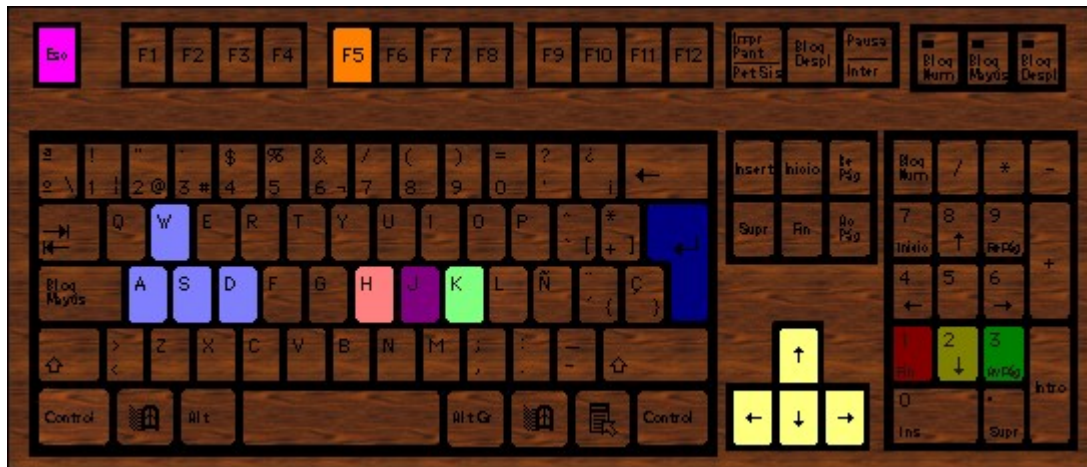 Esc F1 F2 F3 F4 F5 F6 F7 F8 F9 F10 F11 F12 Impr Pant PetSis Bloq Despl Pausa Inter Bloq Num Bloq Mayús Bloq Despl
ª º \ ! 1 " 2 @ 3 # $ 4 % 5 & 6 ¬ / 7 ( 8 ) 9 = 0 ? ' ¿ ¡ ← Insert Inicio Re Pág Bloq Num / * -
Q W E R T Y U I O P ^ ` [ * + ] Supr Fin Av Pág 7 Inicio 8 ↑ 9 RePág +
Bloq Mayús A S D F G H J K L Ñ ¨ ´ { Ç } 4 ← 5 6 →
> < Z X C V B N M ; , : . _ - ↑ 1 Fin 2 ↓ 3 AvPág Intro
Control Alt Alt Gr Control ← ↓ → 0 Ins . Supr